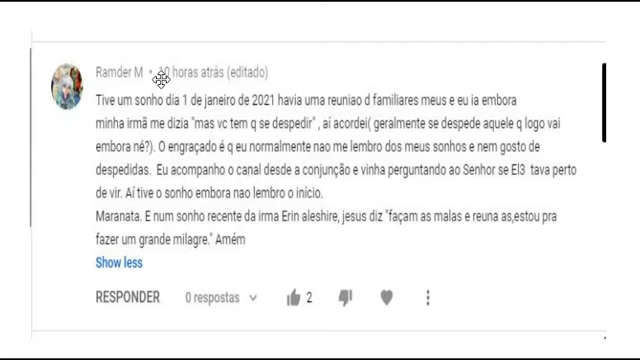 Ramder M • 10 horas atrás (editado)
Tive um sonho dia 1 de janeiro de 2021 havia uma reuniao d familiares meus e eu ia embora
minha irmã me dizia "mas vc tem q se despedir" , aí acordei( geralmente se despede aquele q logo vai
embora né?). O engraçado é q eu normalmente nao me lembro dos meus sonhos e nem gosto de
despedidas. Eu acompanho o canal desde a conjunção e vinha perguntando ao Senhor se El3 tava perto
de vir. Aí tive o sonho embora nao lembro o início.
Maranata. E num sonho recente da irma Erin aleshire, jesus diz "façam as malas e reuna as,estou pra
fazer um grande milagre." Amém
Show less
RESPONDER 0 respostas 2